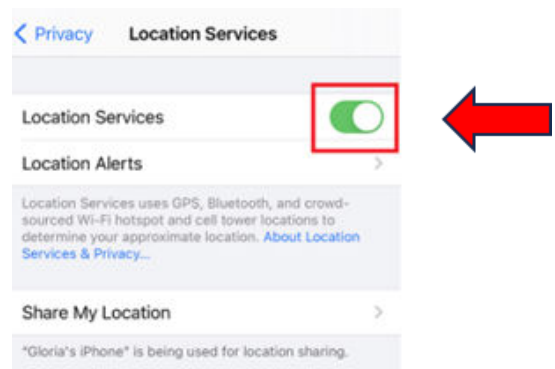 Privacy Location Services
Location Services
Location Alerts
Location Services uses GPS, Bluetooth, and crowd-
sourced Wi-Fi hotspot and cell tower locations to
determine your approximate location. About Location
Services & Privacy...
Share My Location
"Gloria's iPhone" is being used for location sharing.